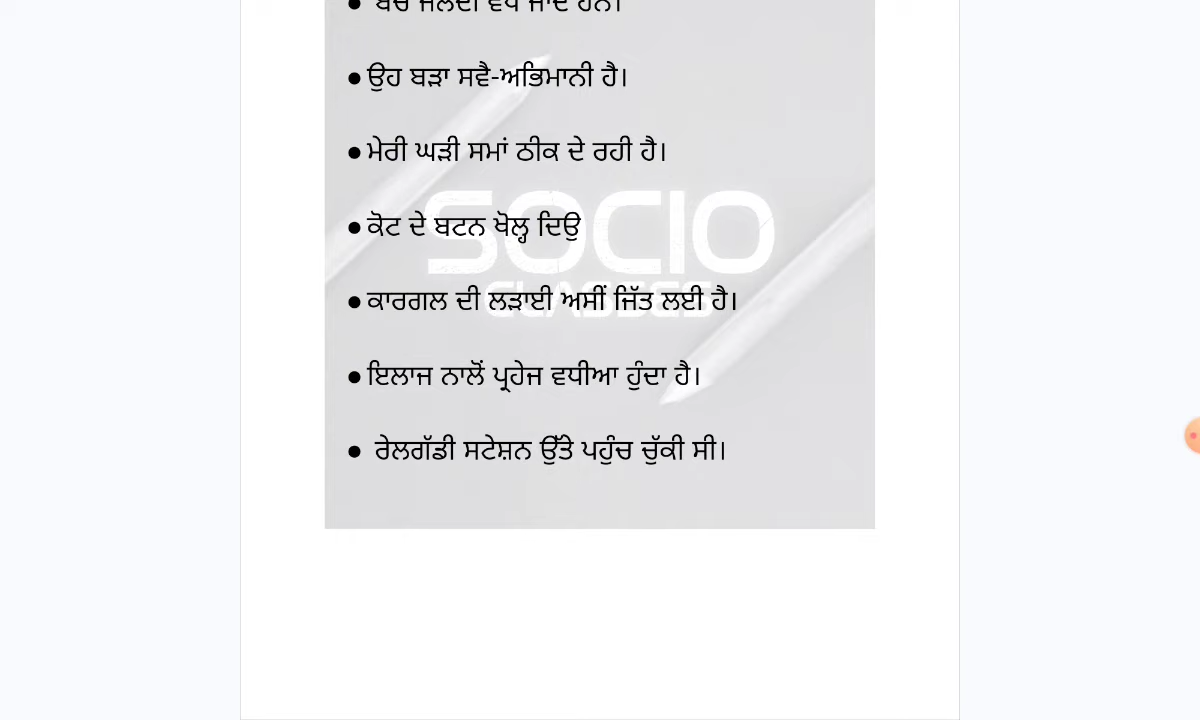 ● ਉਹ ਬੜਾ ਸਵੈ-ਅਭਿਮਾਨੀ ਹੈ।
● ਮੇਰੀ ਘੜੀ ਸਮਾਂ ਠੀਕ ਦੇ ਰਹੀ ਹੈ।
SOCIO
● ਕੋਟ ਦੇ ਬਟਨ ਖੋਲ੍ਹ ਦਿਉ
CLASSES
● ਕਾਰਗਲ ਦੀ ਲੜਾਈ ਅਸੀਂ ਜਿੱਤ ਲਈ ਹੈ।
● ਇਲਾਜ ਨਾਲੋਂ ਪ੍ਰਹੇਜ ਵਧੀਆ ਹੁੰਦਾ ਹੈ।
● ਰੇਲਗੱਡੀ ਸਟੇਸ਼ਨ ਉੱਤੇ ਪਹੁੰਚ ਚੁੱਕੀ ਸੀ।